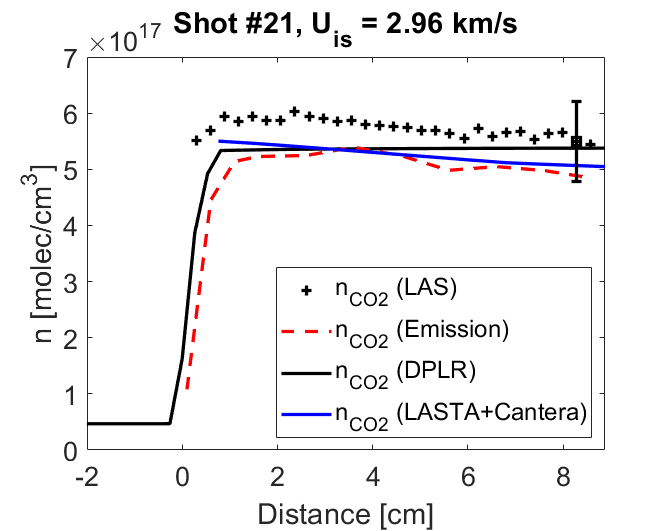 Shot #21, U_is = 2.96 km/s
×10^17
7
6
5
4
3
2
1
0
n [molec/cm^3]
n_CO2 (LAS)
n_CO2 (Emission)
n_CO2 (DPLR)
n_CO2 (LASTA+Cantera)
-2 0 2 4 6 8
Distance [cm]